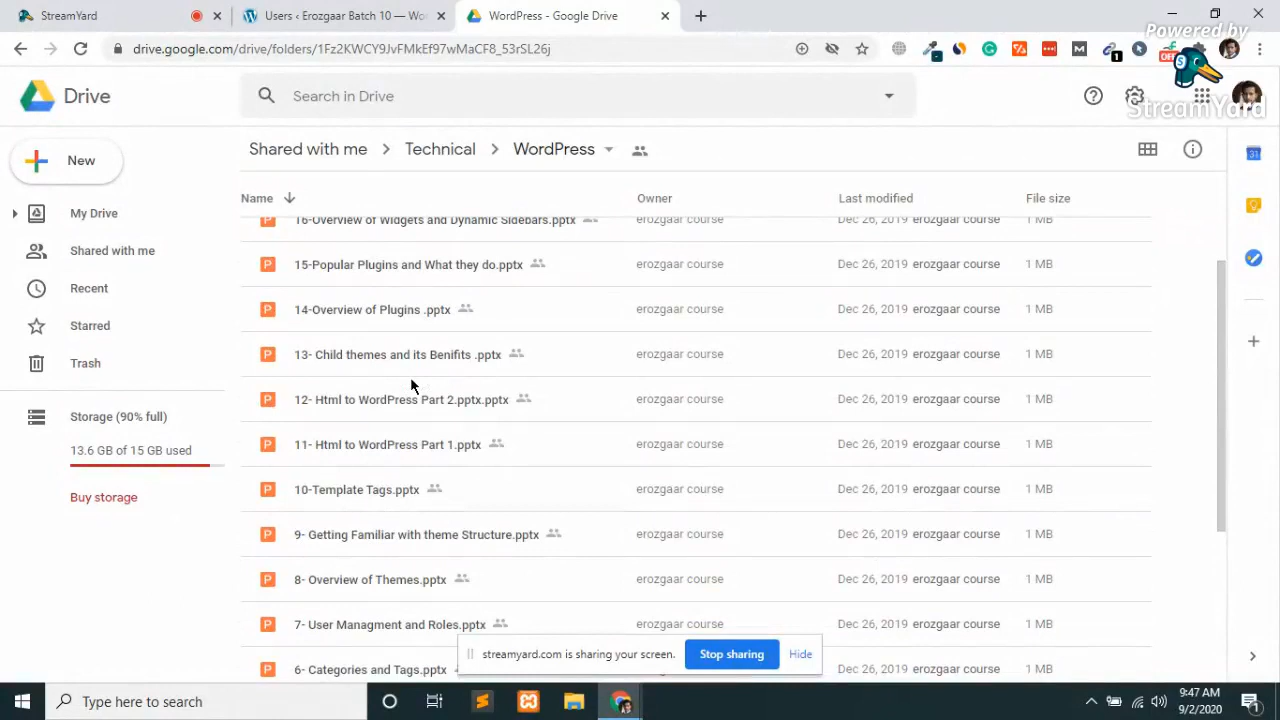 StreamYard
Users ‹ Erozgaar Batch 10 — Wor
WordPress - Google Drive
drive.google.com/drive/folders/1Fz2KWCY9JvFMkEf97wMaCF8_53rSL26j
1
OFF
Powered by
StreamYard
Drive
Search in Drive
New
Shared with me
Technical
WordPress
Name
Owner
Last modified
File size
My Drive
Shared with me
Recent
Starred
Trash
Storage (90% full)
13.6 GB of 15 GB used
Buy storage
16-Overview of Widgets and Dynamic Sidebars.pptx erozgaar course Dec 26, 2019 erozgaar course 1 MB
15-Popular Plugins and What they do.pptx erozgaar course Dec 26, 2019 erozgaar course 1 MB
14-Overview of Plugins .pptx erozgaar course Dec 26, 2019 erozgaar course 1 MB
13- Child themes and its Benifits .pptx erozgaar course Dec 26, 2019 erozgaar course 1 MB
12- Html to WordPress Part 2.pptx.pptx erozgaar course Dec 26, 2019 erozgaar course 1 MB
11- Html to WordPress Part 1.pptx erozgaar course Dec 26, 2019 erozgaar course 1 MB
10-Template Tags.pptx erozgaar course Dec 26, 2019 erozgaar course 1 MB
9- Getting Familiar with theme Structure.pptx erozgaar course Dec 26, 2019 erozgaar course 1 MB
8- Overview of Themes.pptx erozgaar course Dec 26, 2019 erozgaar course 1 MB
7- User Managment and Roles.pptx erozgaar course Dec 26, 2019 erozgaar course 1 MB
6- Categories and Tags.pptx erozgaar course Dec 26, 2019 erozgaar course 1 MB
31
streamyard.com is sharing your screen.
Stop sharing
Hide
Type here to search
9:47 AM
9/2/2020
1